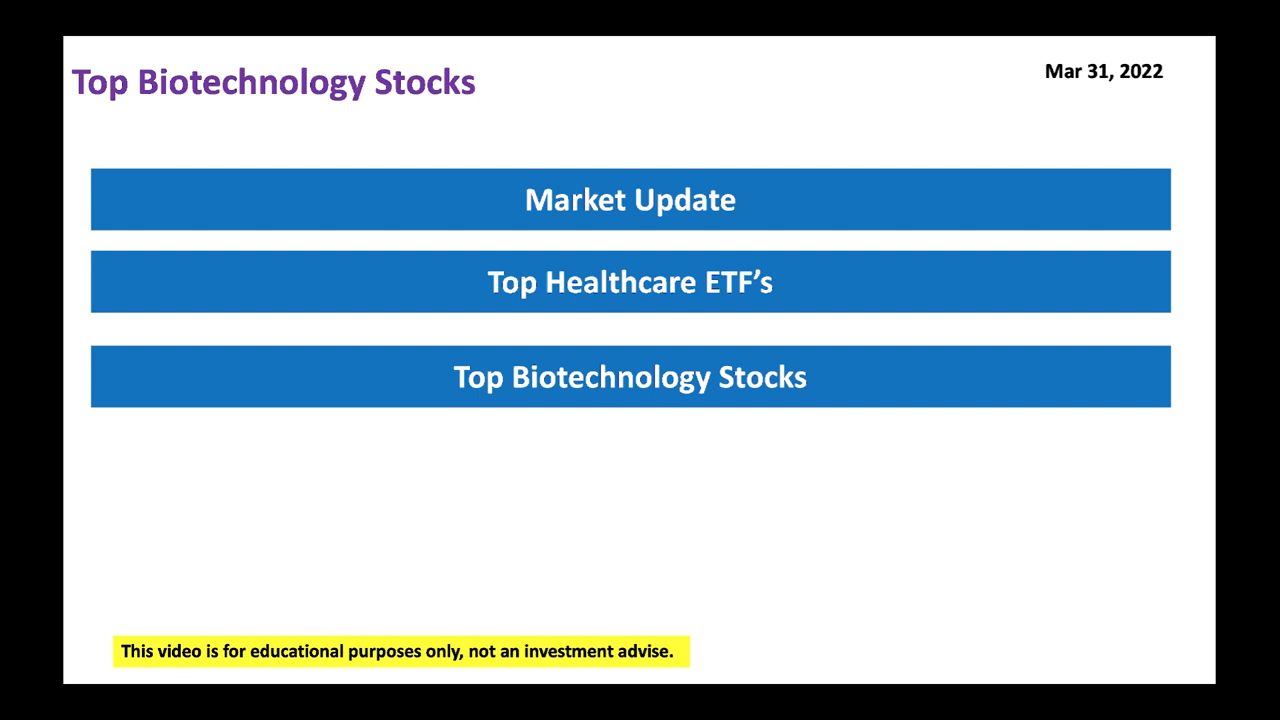 Top Biotechnology Stocks
Mar 31, 2022
Market Update
Top Healthcare ETF’s
Top Biotechnology Stocks
This video is for educational purposes only, not an investment advise.